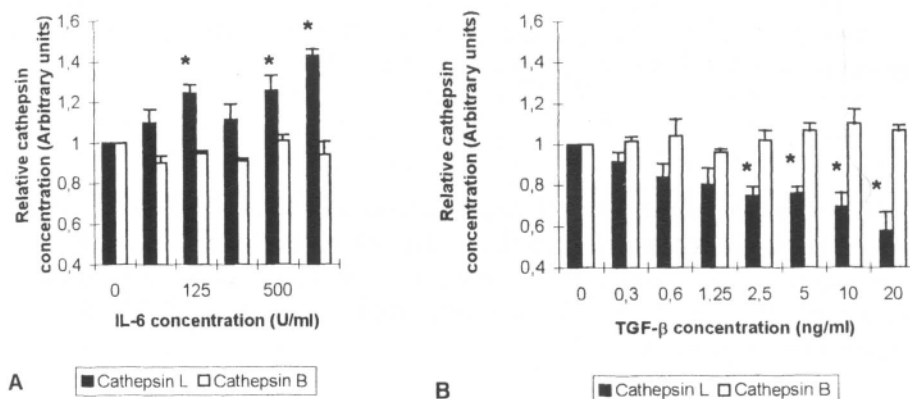 Relative cathepsin
concentration (Arbitrary units)
1,6
1,4
1,2
1
0,8
0,6
0,4
*
*
*
0
125
500
IL-6 concentration (U/ml)
A
Cathepsin L
Cathepsin B
Relative cathepsin
concentration (Arbitrary units)
1,6
1,4
1,2
1
0,8
0,6
0,4
*
*
*
*
0
0,3
0,6
1,25
2,5
5
10
20
TGF-β concentration (ng/ml)
B
Cathepsin L
Cathepsin B